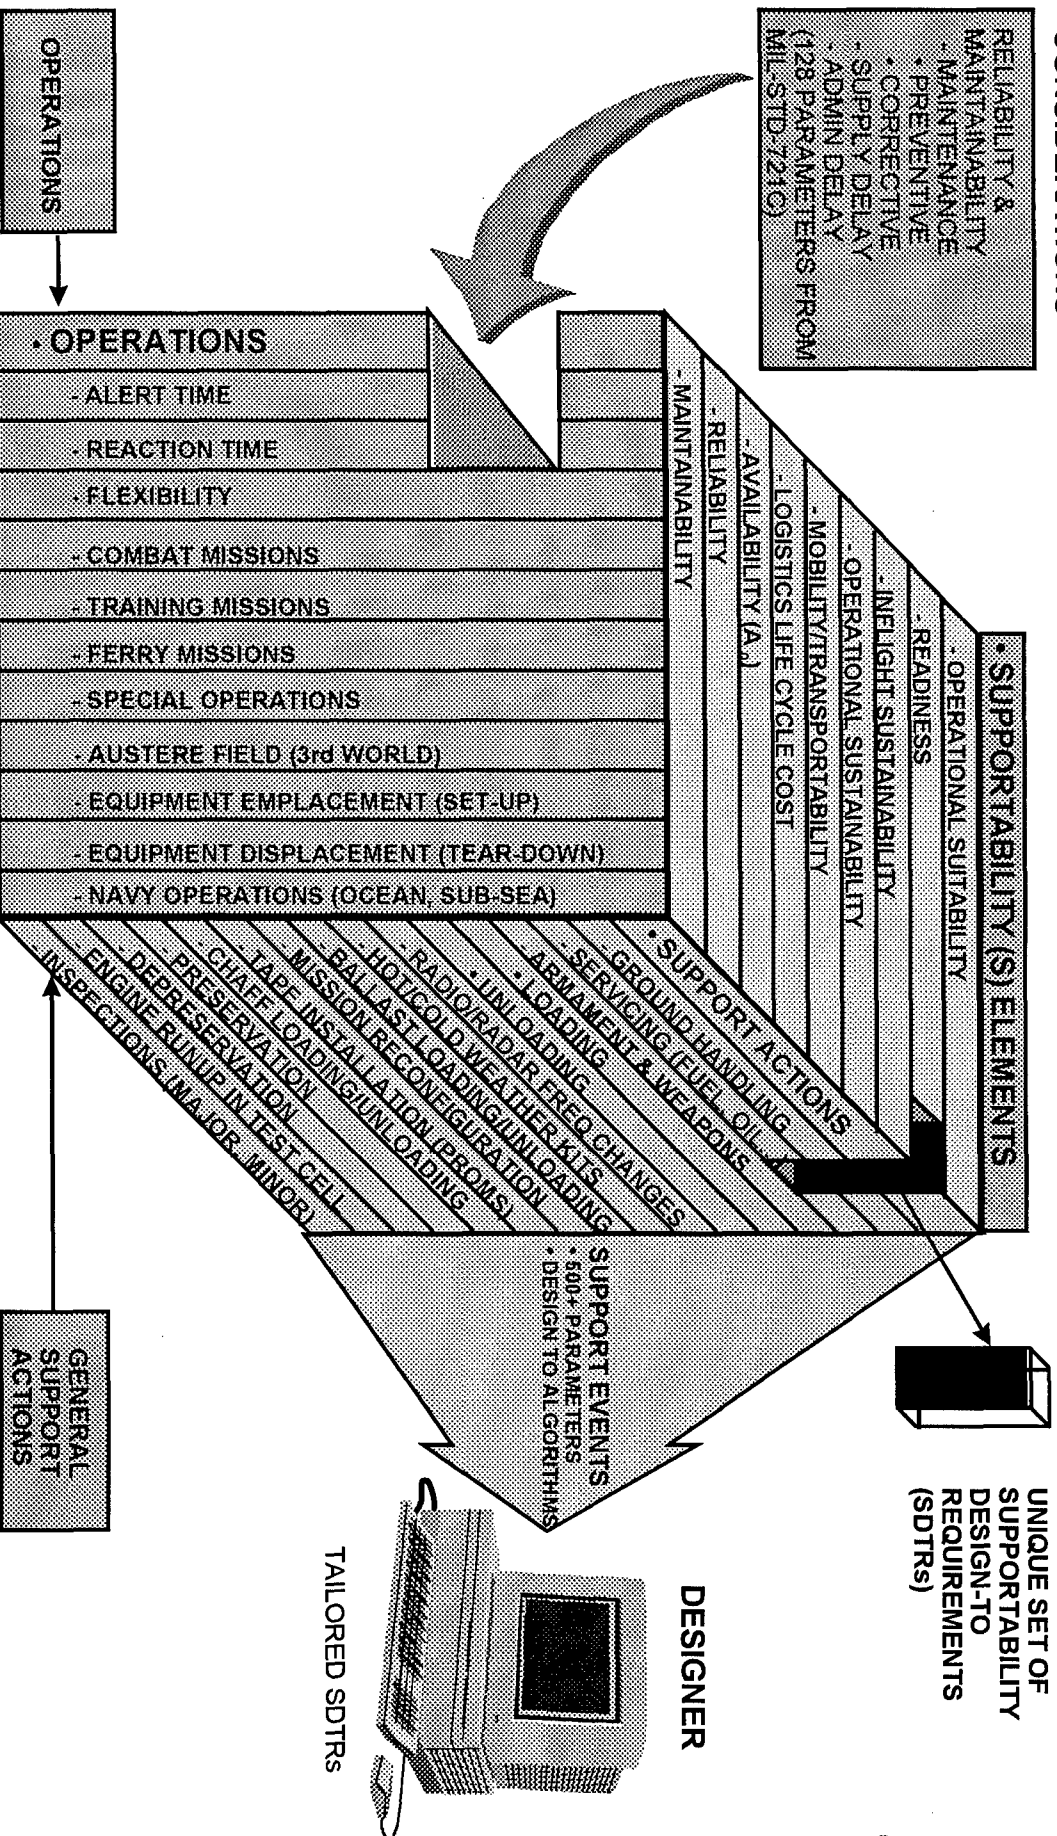 RELIABILITY &
MAINTAINABILITY
- MAINTENANCE
• PREVENTIVE
• CORRECTIVE
- SUPPLY DELAY
- ADMIN DELAY
(128 PARAMETERS FROM
MIL-STD-721C)
• SUPPORTABILITY (S) ELEMENTS
- OPERATIONAL SUITABILITY
- READINESS
- INFLIGHT SUSTAINABILITY
- OPERATIONAL SUSTAINABILITY
- MOBILITY/TRANSPORTABILITY
- LOGISTICS LIFE CYCLE COST
- AVAILABILITY (A
- RELIABILITY
- MAINTAINABILITY
UNIQUE SET OF
SUPPORTABILITY
DESIGN-TO
REQUIREMENTS
(SDTRs)
OPERATIONS
• OPERATIONS
- ALERT TIME
- REACTION TIME
- FLEXIBILITY
- COMBAT MISSIONS
- TRAINING MISSIONS
- FERRY MISSIONS
- SPECIAL OPERATIONS
- AUSTERE FIELD (3rd WORLD)
- EQUIPMENT EMPLACEMENT (SET-UP)
- EQUIPMENT DISPLACEMENT (TEAR-DOWN)
- NAVY OPERATIONS (OCEAN, SUB-SEA)
• SUPPORT ACTIONS
- GROUND HANDLING
- SERVICING (FUEL, OIL
- ARMAMENT & WEAPONS
• LOADING
• UNLOADING
- RADIO/RADAR FREQ CHANGES
- HOT/COLD WEATHER KITS
- BALLAST LOADING/UNLOADING
- MISSION RECONFIGURATION
- TAPE INSTALLATION (PROMS)
- CHAFF LOADING/UNLOADING
- PRESERVATION
- DEPRESERVATION
- ENGINE RUNUP IN TEST CELL
- INSPECTIONS (MAJOR, MINOR)
SUPPORT EVENTS
• 500+ PARAMETERS
• DESIGN TO ALGORITHMS
DESIGNER
TAILORED SDTRs
GENERAL
SUPPORT
ACTIONS